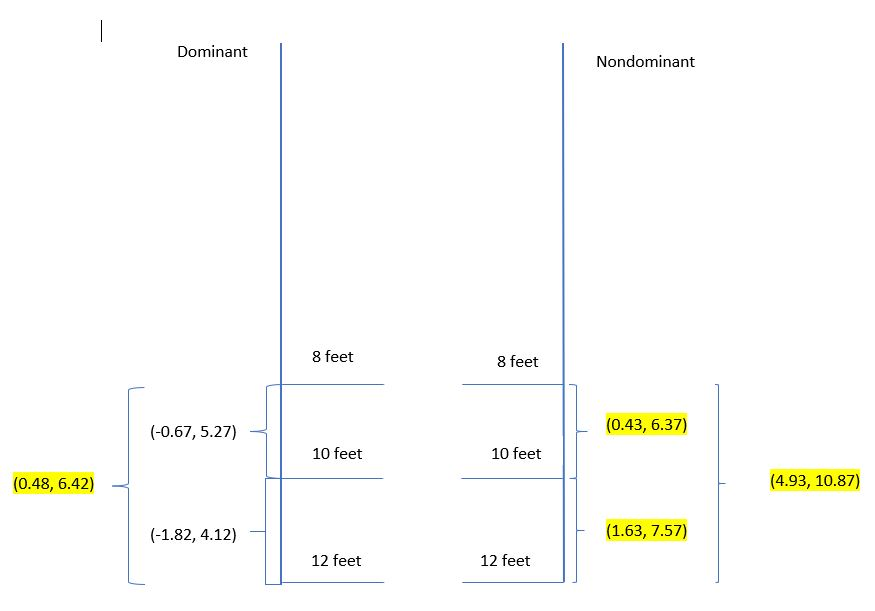 Dominant
Nondominant
8 feet
8 feet
(-0.67, 5.27)
(0.43, 6.37)
10 feet
10 feet
(0.48, 6.42)
(4.93, 10.87)
(-1.82, 4.12)
(1.63, 7.57)
12 feet
12 feet